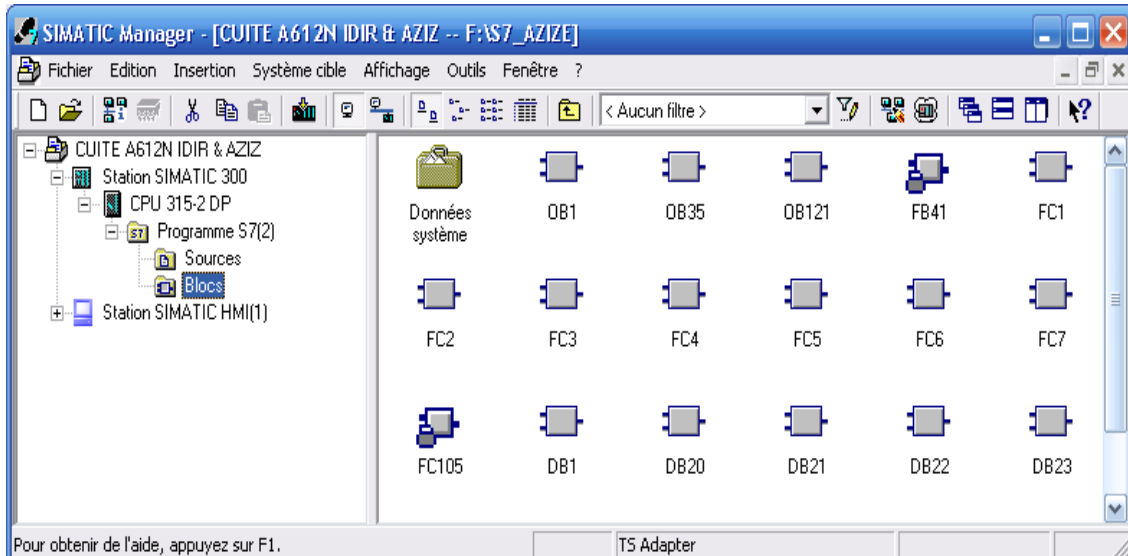 SIMATIC Manager - [CUITE A612N IDIR & AZIZ -- F:\S7_AZIZE]
Fichier Edition Insertion Système cible Affichage Outils Fenêtre ?
< Aucun filtre >
CUITE A612N IDIR & AZIZ
Station SIMATIC 300
CPU 315-2 DP
Programme S7(2)
Sources
Blocs
Station SIMATIC HMI(1)
Données système
OB1
OB35
OB121
FB41
FC1
FC2
FC3
FC4
FC5
FC6
FC7
FC105
DB1
DB20
DB21
DB22
DB23
Pour obtenir de l'aide, appuyez sur F1.
TS Adapter